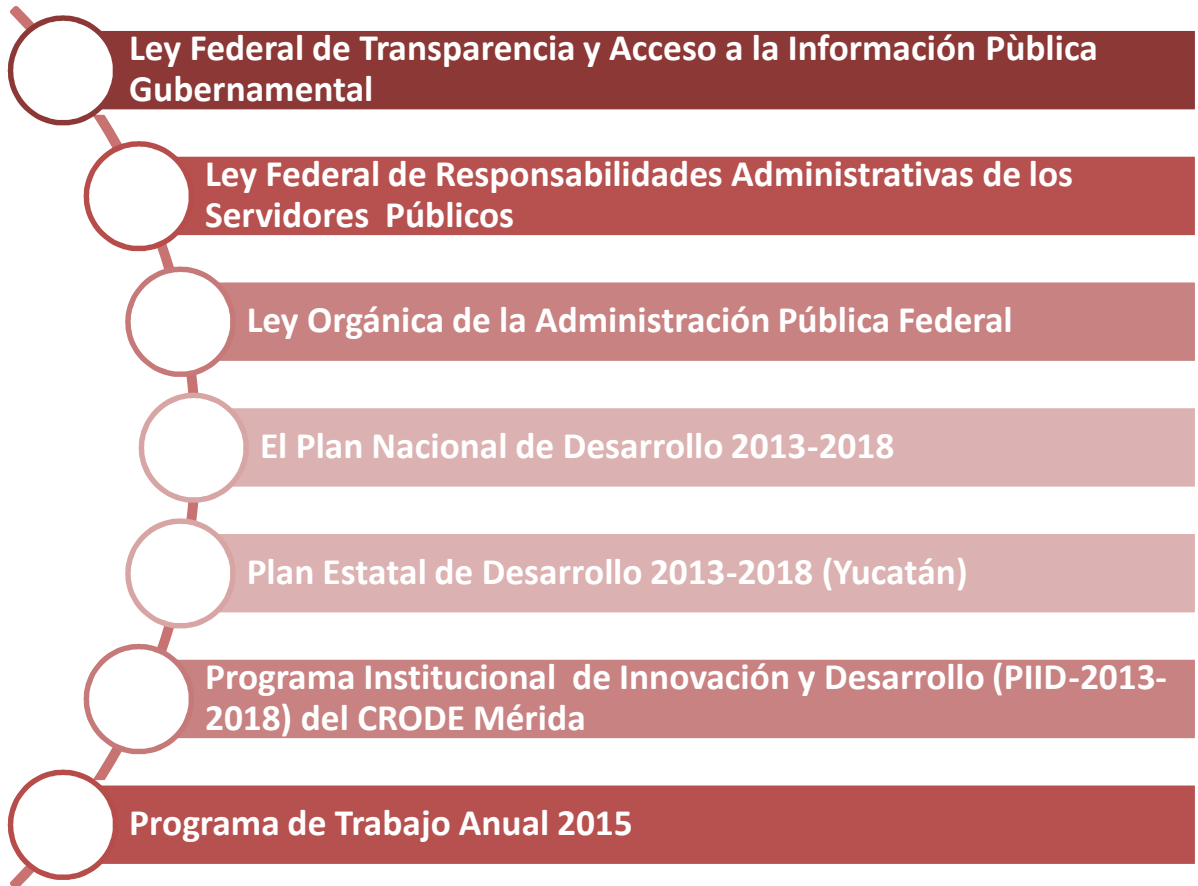 Ley Federal de Transparencia y Acceso a la Información Pùblica
Gubernamental
Ley Federal de Responsabilidades Administrativas de los
Servidores  Públicos
Ley Orgánica de la Administración Pública Federal
El Plan Nacional de Desarrollo 2013-2018
Plan Estatal de Desarrollo 2013-2018 (Yucatán)
Programa Institucional  de Innovación y Desarrollo (PIID-2013-
2018) del CRODE Mérida
Programa de Trabajo Anual 2015